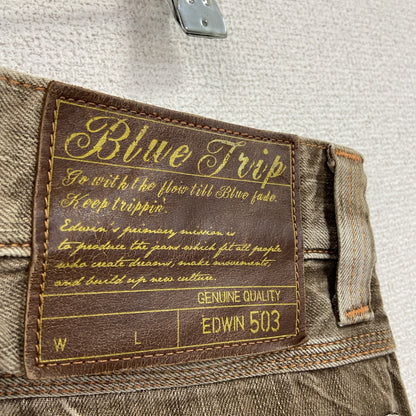 Blue Trip
Go with the flow till Blue fade.
Keep trippin'.
Edwin's primary mission is
to produce the jeans which fit all people
who create dreams, make movements,
and build up new culture.
GENUINE QUALITY
W L EDWIN 503